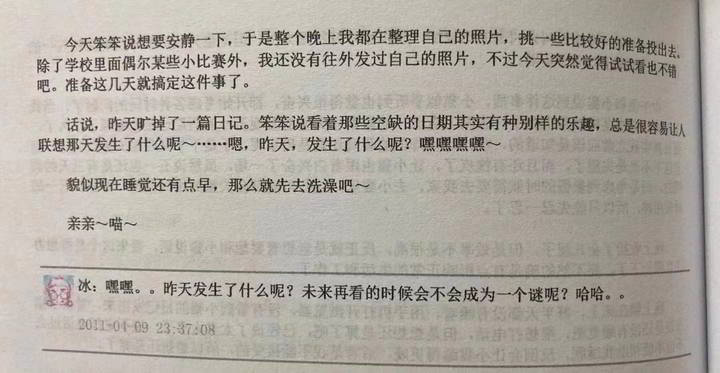 今天笨笨说想要安静一下，于是整个晚上我都在整理自己的照片，挑一些比较好的准备投出去。
除了学校里面偶尔某些小比赛外，我还没有往外发过自己的照片，不过今天突然觉得试试看也不错
吧。准备这几天就搞定这件事了。
话说，昨天旷掉了一篇日记。笨笨说看着那些空缺的日期其实有种别样的乐趣，总是很容易让人
联想那天发生了什么呢～……嗯，昨天，发生了什么呢？嘿嘿嘿嘿～
貌似现在睡觉还有点早，那么就先去洗澡吧～
亲亲～喵～
冰：嘿嘿。。昨天发生了什么呢？未来再看的时候会不会成为一个谜呢？哈哈。。
2011-04-09 23:37:08